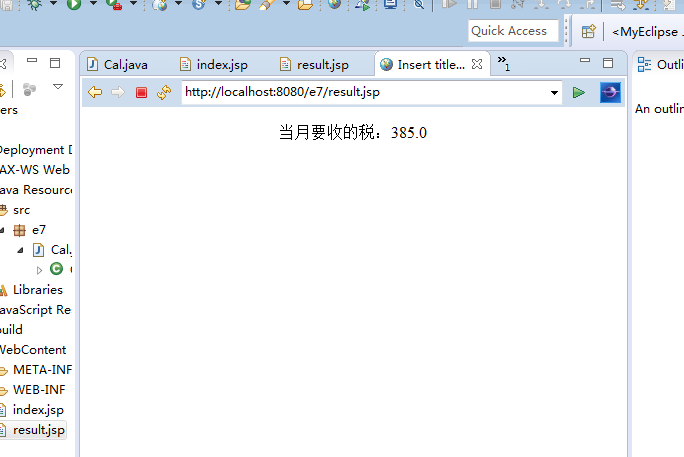 Quick Access
<MyEclipse
Cal.java
index.jsp
result.jsp
Insert title...
»1
Outli
http://localhost:8080/e7/result.jsp
An outlin
当月要收的税：385.0
ers
Deployment D
AX-WS Web
ava Resource
src
e7
Cal.
Libraries
avaScript Re
build
WebContent
META-INF
WEB-INF
index.jsp
result.jsp